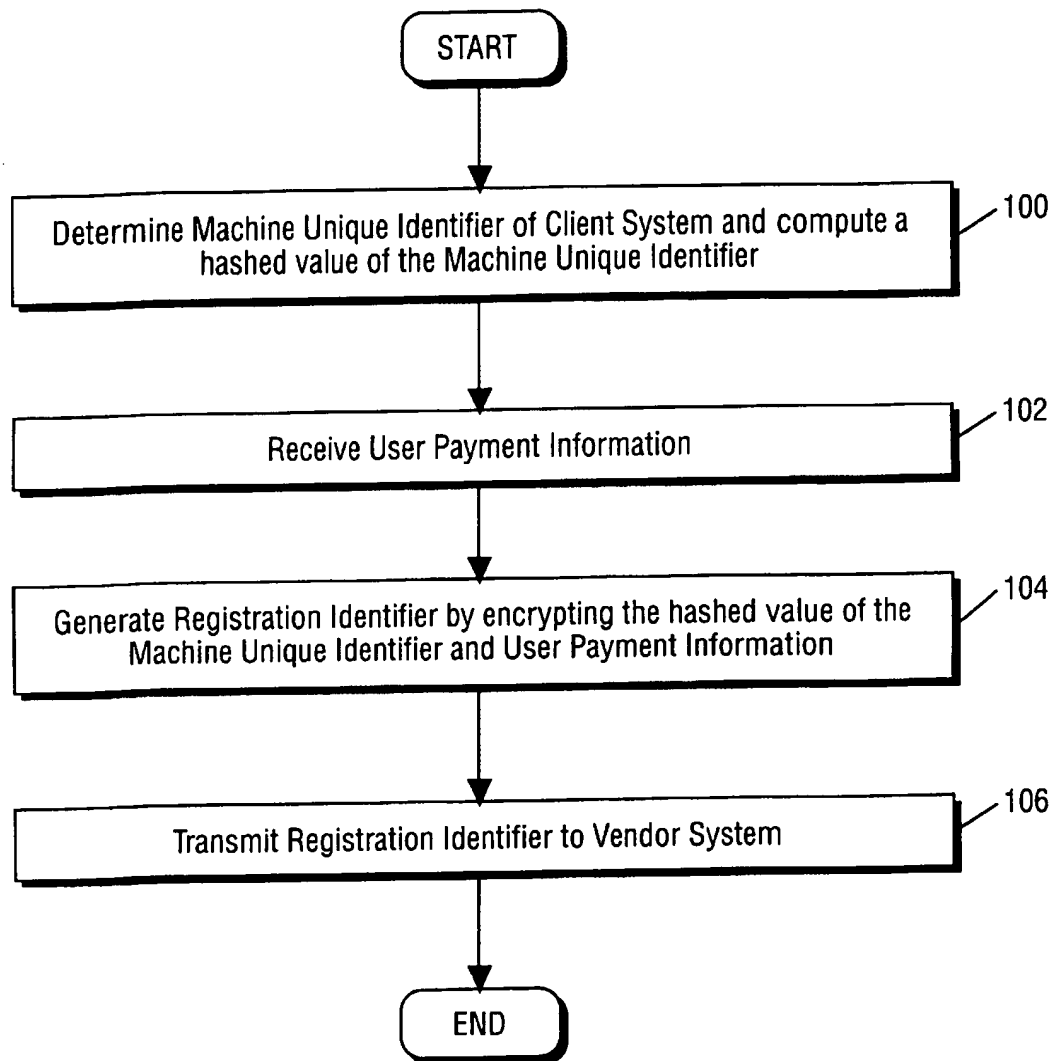 START
Determine Machine Unique Identifier of Client System and compute a
hashed value of the Machine Unique Identifier
100
Receive User Payment Information
102
Generate Registration Identifier by encrypting the hashed value of the
Machine Unique Identifier and User Payment Information
104
Transmit Registration Identifier to Vendor System
106
END